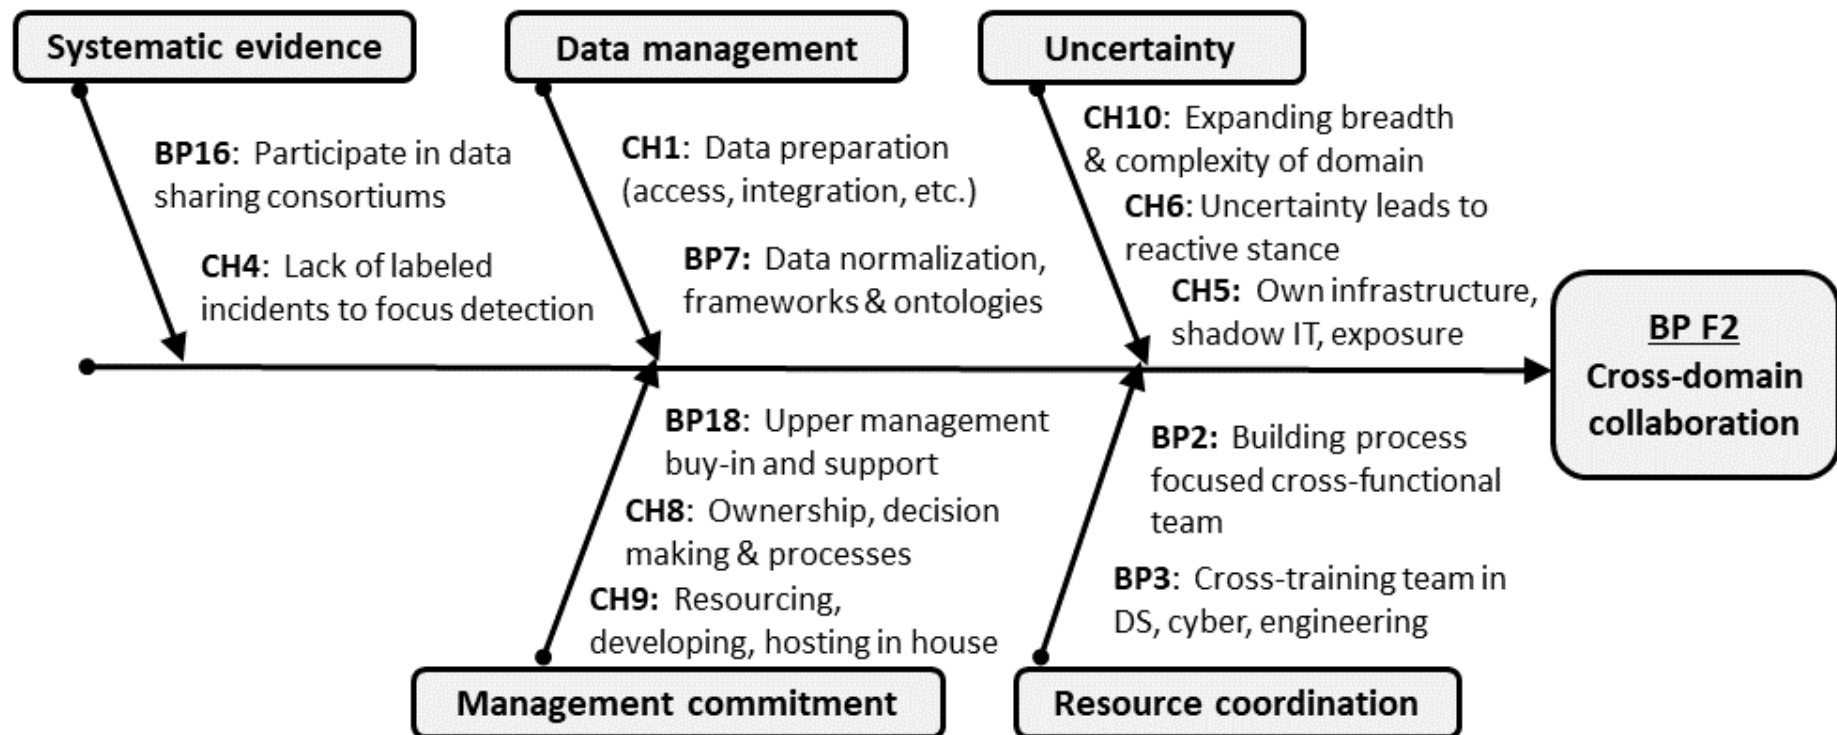 Systematic evidence
Data management
Uncertainty
BP16: Participate in data
sharing consortiums
CH4: Lack of labeled
incidents to focus detection
CH1: Data preparation
(access, integration, etc.)
BP7: Data normalization,
frameworks & ontologies
CH10: Expanding breadth
& complexity of domain
CH6: Uncertainty leads to
reactive stance
CH5: Own infrastructure,
shadow IT, exposure
BP F2
Cross-domain
collaboration
BP18: Upper management
buy-in and support
CH8: Ownership, decision
making & processes
CH9: Resourcing,
developing, hosting in house
BP2: Building process
focused cross-functional
team
BP3: Cross-training team in
DS, cyber, engineering
Management commitment
Resource coordination